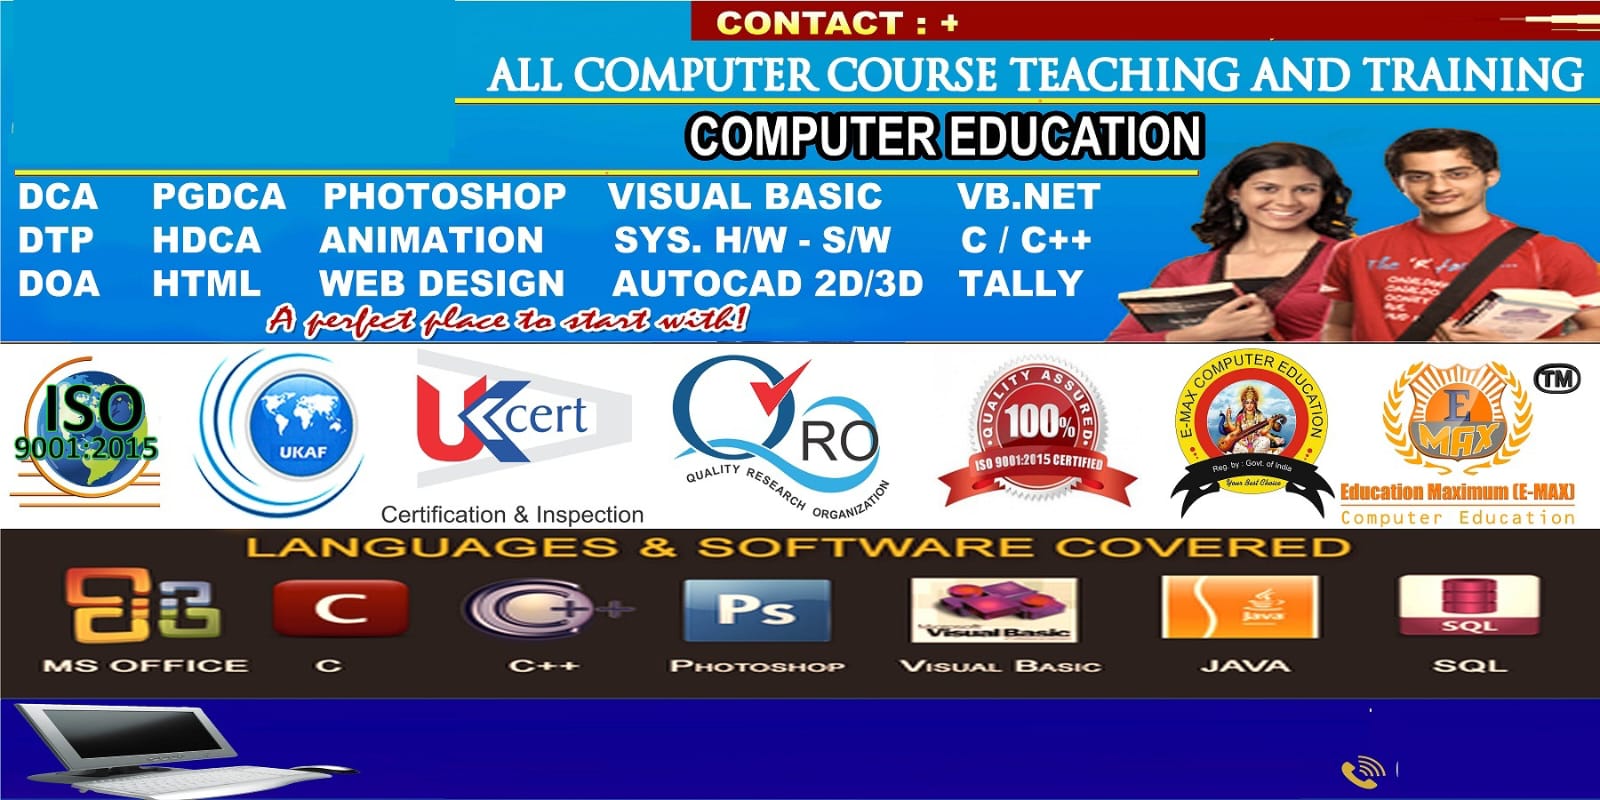 CONTACT : +
ALL COMPUTER COURSE TEACHING AND TRAINING
COMPUTER EDUCATION
DCA PGDCA PHOTOSHOP VISUAL BASIC VB.NET
DTP HDCA ANIMATION SYS. H/W - S/W C / C++
DOA HTML WEB DESIGN AUTOCAD 2D/3D TALLY
A perfect place to start with!
ISO
9001:2015
UKAF
UK cert
Certification & Inspection
QRO
QUALITY RESEARCH ORGANIZATION
QUALITY ASSURED
100%
ISO 9001:2015 CERTIFIED
E-MAX COMPUTER EDUCATION
Reg. by : Govt. of India
Your Best Choice
E
MAX
TM
Education Maximum (E-MAX)
Computer Education
LANGUAGES & SOFTWARE COVERED
C
C++
Ps
Microsoft
Visual Basic
Java
SQL
MS OFFICE C C++ PHOTOSHOP VISUAL BASIC JAVA SQL